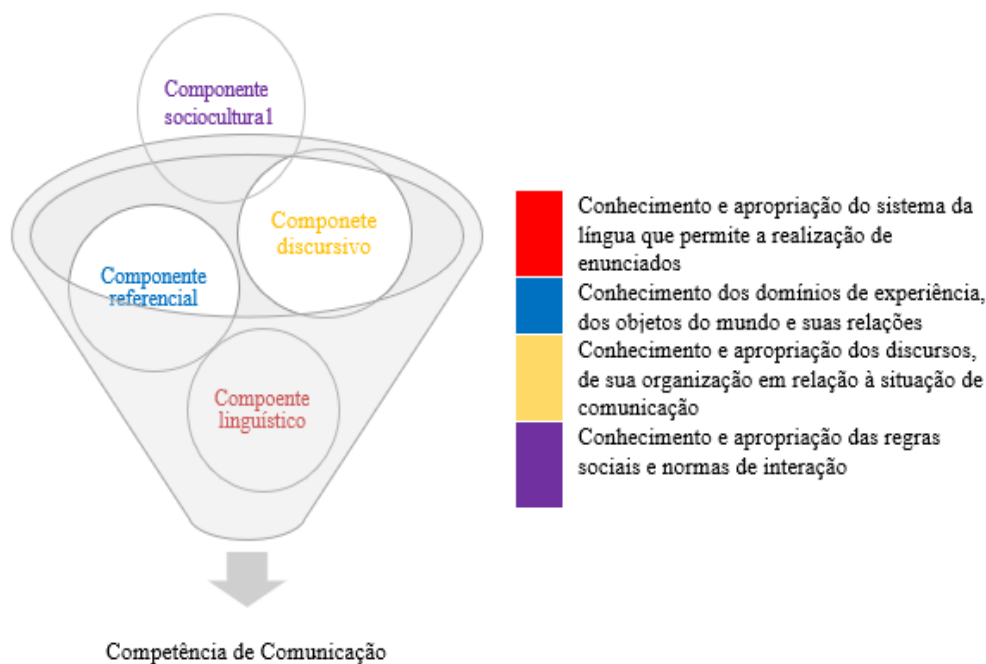 Componente
sociocultura1
Componete
discursivo
Componente
referencial
Compoente
linguístico
Competência de Comunicação
Conhecimento e apropriação do sistema da
língua que permite a realização de
enunciados
Conhecimento dos domínios de experiência,
dos objetos do mundo e suas relações
Conhecimento e apropriação dos discursos,
de sua organização em relação à situação de
comunicação
Conhecimento e apropriação das regras
sociais e normas de interação